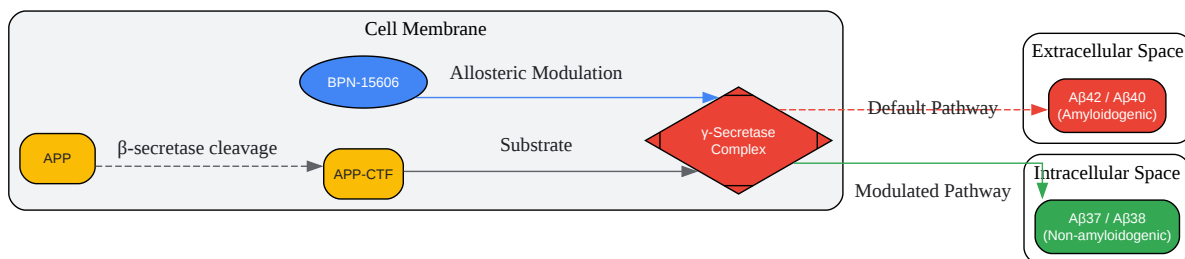 Cell Membrane
BPN-15606
Allosteric Modulation
APP
β-secretase cleavage
APP-CTF
Substrate
γ-Secretase
Complex
Default Pathway
Modulated Pathway
Extracellular Space
Aβ42 / Aβ40
(Amyloidogenic)
Intracellular Space
Aβ37 / Aβ38
(Non-amyloidogenic)